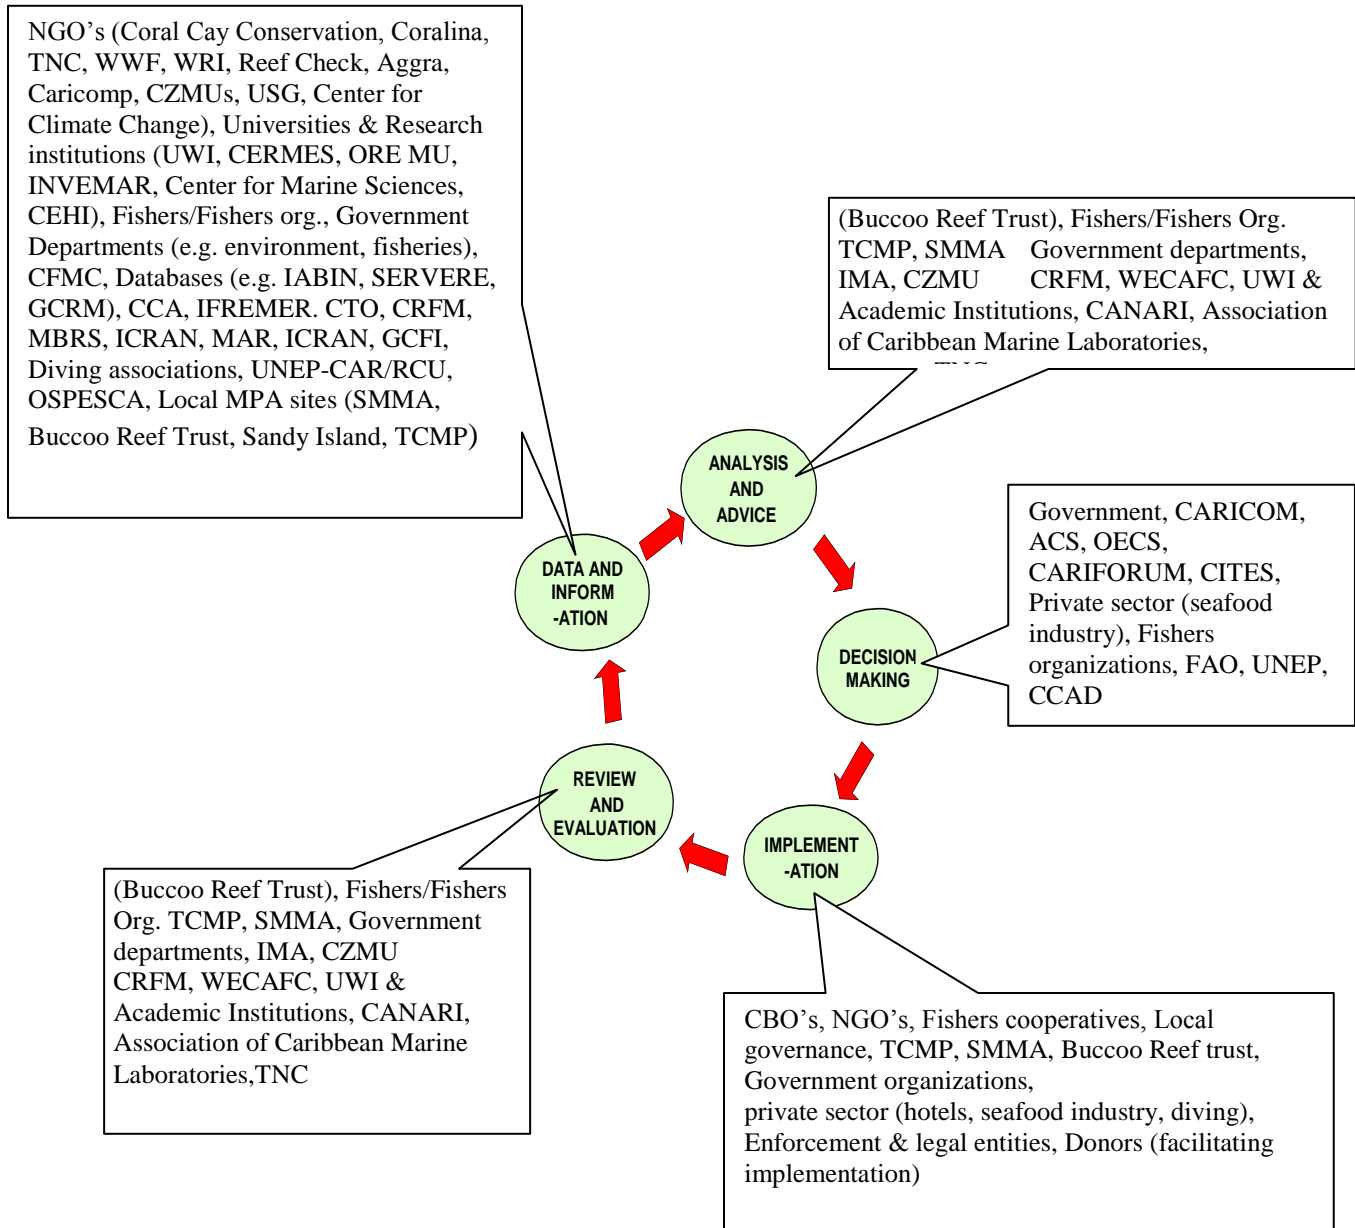 NGO’s (Coral Cay Conservation, Coralina,
TNC, WWF, WRI, Reef Check, Aggra,
Caricomp, CZMUs, USG, Center for
Climate Change), Universities & Research
institutions (UWI, CERMES, ORE MU,
INVEMAR, Center for Marine Sciences,
CEHI), Fishers/Fishers org., Government
Departments (e.g. environment, fisheries),
CFMC, Databases (e.g. IABIN, SERVERE,
GCRM), CCA, IFREMER. CTO, CRFM,
MBRS, ICRAN, MAR, ICRAN, GCFI,
Diving associations, UNEP-CAR/RCU,
OSPESCA, Local MPA sites (SMMA,
Buccoo Reef Trust, Sandy Island, TCMP)
(Buccoo Reef Trust), Fishers/Fishers Org.
TCMP, SMMA Government departments,
IMA, CZMU CRFM, WECAFC, UWI &
Academic Institutions, CANARI, Association
of Caribbean Marine Laboratories,
ANALYSIS
AND
ADVICE
Government, CARICOM,
ACS, OECS,
CARIFORUM, CITES,
Private sector (seafood
industry), Fishers
organizations, FAO, UNEP,
CCAD
DATA AND
INFORM
-ATION
DECISION
MAKING
REVIEW
AND
EVALUATION
IMPLEMENT
-ATION
(Buccoo Reef Trust), Fishers/Fishers
Org. TCMP, SMMA, Government
departments, IMA, CZMU
CRFM, WECAFC, UWI &
Academic Institutions, CANARI,
Association of Caribbean Marine
Laboratories,TNC
CBO’s, NGO’s, Fishers cooperatives, Local
governance, TCMP, SMMA, Buccoo Reef trust,
Government organizations,
private sector (hotels, seafood industry, diving),
Enforcement & legal entities, Donors (facilitating
implementation)